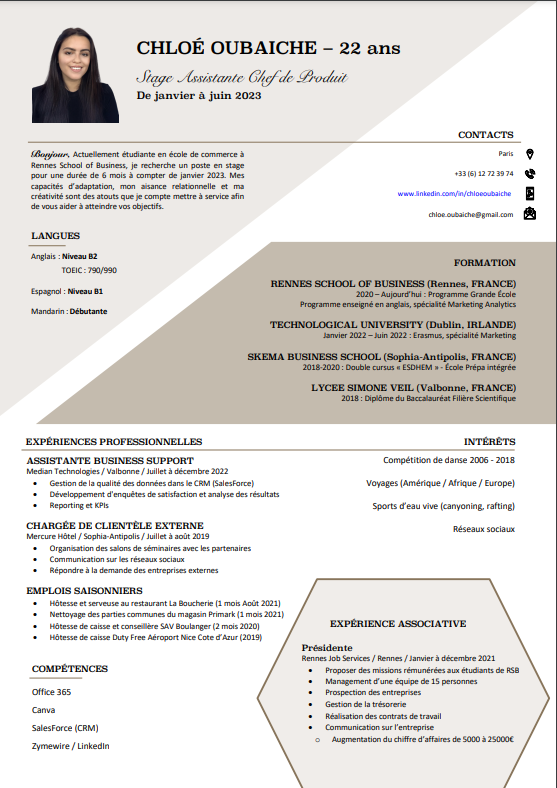 CHLOÉ OUBAICHE – 22 ans
Stage Assistante Chef de Produit
De janvier à juin 2023
CONTACTS
Paris
+33 (6) 12 72 39 74
www.linkedin.com/in/chloeoubaiche
chloe.oubaiche@gmail.com
Bonjour, Actuellement étudiante en école de commerce à
Rennes School of Business, je recherche un poste en stage
pour une durée de 6 mois à compter de janvier 2023. Mes
capacités d'adaptation, mon aisance relationnelle et ma
créativité sont des atouts que je compte mettre à service afin
de vous aider à atteindre vos objectifs.
LANGUES
Anglais : Niveau B2
TOEIC : 790/990
Espagnol : Niveau B1
Mandarin : Débutante
FORMATION
RENNES SCHOOL OF BUSINESS (Rennes, FRANCE)
2020 – Aujourd'hui : Programme Grande École
Programme enseigné en anglais, spécialité Marketing Analytics
TECHNOLOGICAL UNIVERSITY (Dublin, IRLANDE)
Janvier 2022 – Juin 2022 : Erasmus, spécialité Marketing
SKEMA BUSINESS SCHOOL (Sophia-Antipolis, FRANCE)
2018-2020 : Double cursus « ESDHEM » - École Prépa intégrée
LYCEE SIMONE VEIL (Valbonne, FRANCE)
2018 : Diplôme du Baccalauréat Filière Scientifique
EXPÉRIENCES PROFESSIONNELLES
ASSISTANTE BUSINESS SUPPORT
Median Technologies / Valbonne / Juillet à décembre 2022
• Gestion de la qualité des données dans le CRM (SalesForce)
• Développement d'enquêtes de satisfaction et analyse des résultats
• Reporting et KPIs
CHARGÉE DE CLIENTÈLE EXTERNE
Mercure Hôtel / Sophia-Antipolis / Juillet à août 2019
• Organisation des salons de séminaires avec les partenaires
• Communication sur les réseaux sociaux
• Répondre à la demande des entreprises externes
EMPLOIS SAISONNIERS
• Hôtesse et serveuse au restaurant La Boucherie (1 mois Août 2021)
• Nettoyage des parties communes du magasin Primark (1 mois 2021)
• Hôtesse de caisse et conseillère SAV Boulanger (2 mois 2020)
• Hôtesse de caisse Duty Free Aéroport Nice Cote d'Azur (2019)
COMPÉTENCES
Office 365
Canva
SalesForce (CRM)
Zymewire / LinkedIn
INTÉRÊTS
Compétition de danse 2006 - 2018
Voyages (Amérique / Afrique / Europe)
Sports d'eau vive (canyoning, rafting)
Réseaux sociaux
EXPÉRIENCE ASSOCIATIVE
Présidente
Rennes Job Services / Rennes / Janvier à décembre 2021
• Proposer des missions rémunérées aux étudiants de RSB
• Management d'une équipe de 15 personnes
• Prospection des entreprises
• Gestion de la trésorerie
• Réalisation des contrats de travail
• Communication sur l'entreprise
o Augmentation du chiffre d'affaires de 5000 à 25000€